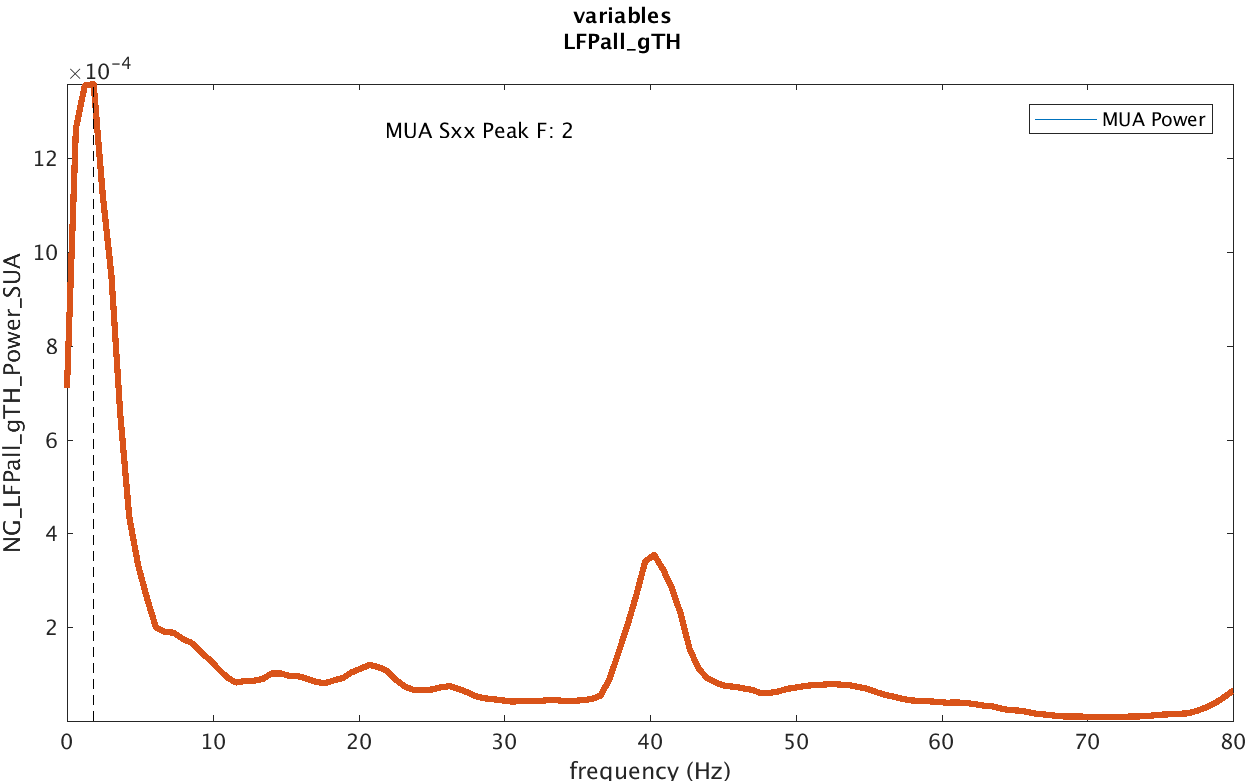 variables
LFPall_gTH
×10⁻⁴
MUA Sxx Peak F: 2
MUA Power
12
10
8
6
4
2
NG_LFPall_gTH_Power_SUA
0 10 20 30 40 50 60 70 80
frequency (Hz)